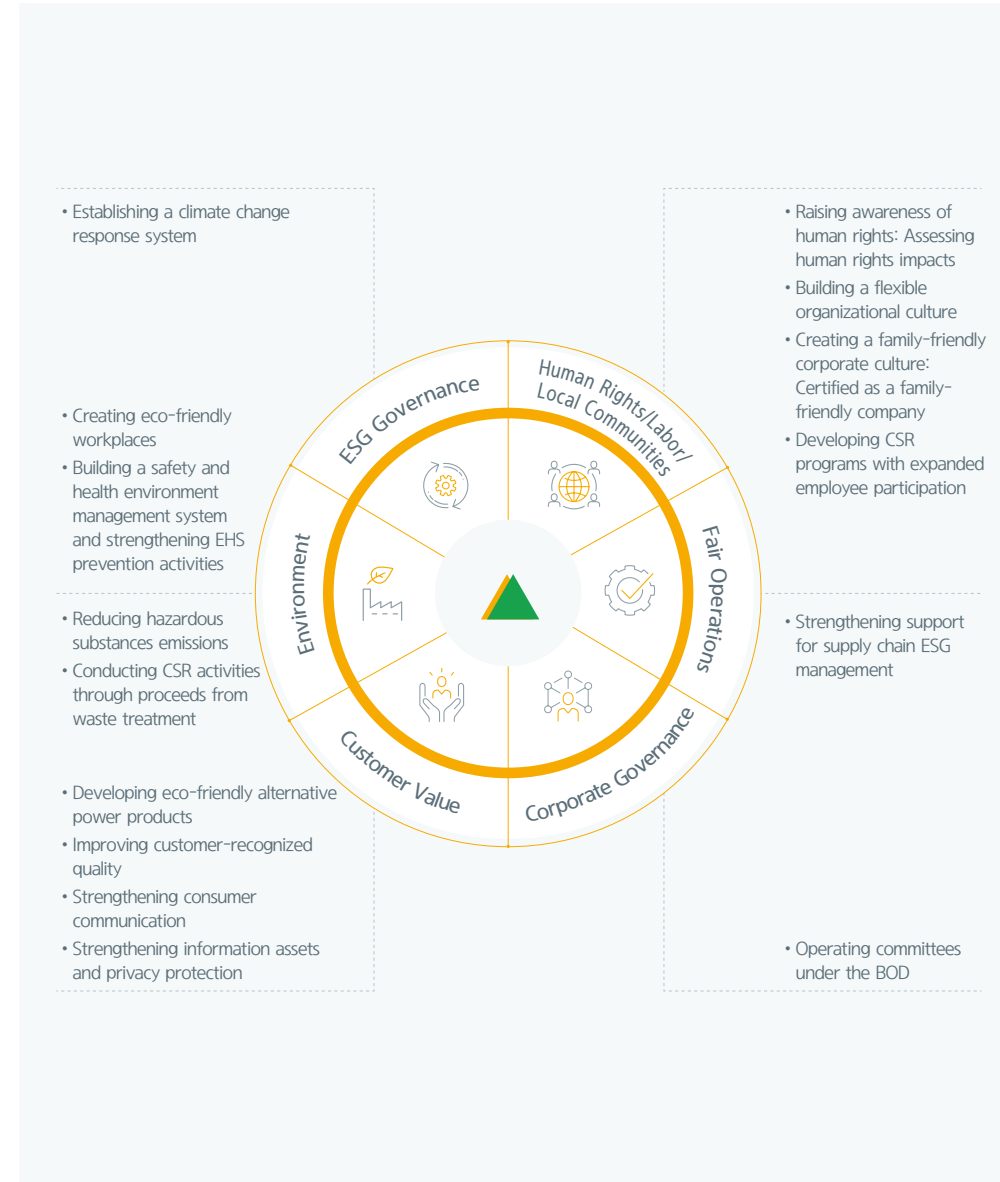 • Establishing a climate change
response system
• Creating eco-friendly
workplaces
• Building a safety and
health environment
management system
and strengthening EHS
prevention activities
• Reducing hazardous
substances emissions
• Conducting CSR activities
through proceeds from
waste treatment
• Developing eco-friendly alternative
power products
• Improving customer-recognized
quality
• Strengthening consumer
communication
• Strengthening information assets
and privacy protection
ESG Governance
Human Rights/Labor/
Local Communities
Environment
Fair Operations
Customer Value
Corporate Governance
• Raising awareness of
human rights: Assessing
human rights impacts
• Building a flexible
organizational culture
• Creating a family-friendly
corporate culture:
Certified as a family-
friendly company
• Developing CSR
programs with expanded
employee participation
• Strengthening support
for supply chain ESG
management
• Operating committees
under the BOD